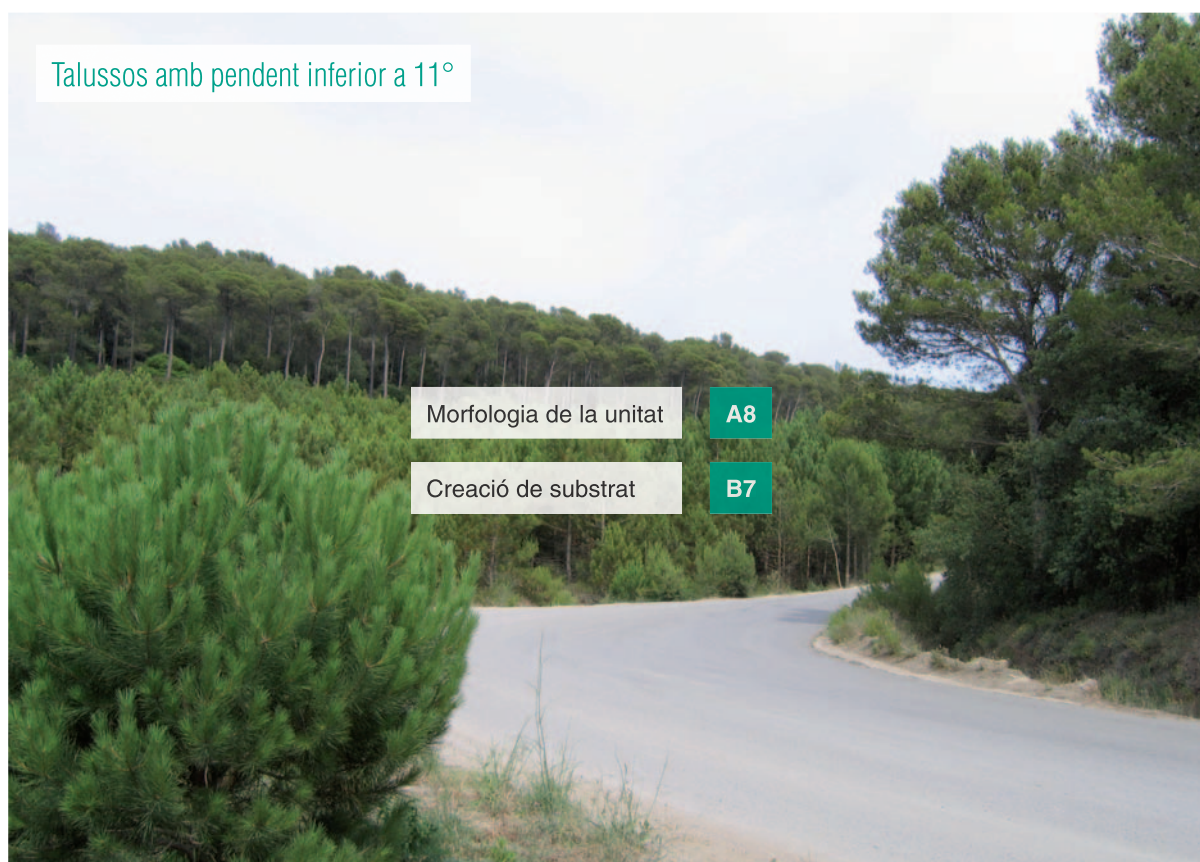 Talussos amb pendent inferior a 11°
Morfologia de la unitat A8
Creació de substrat B7